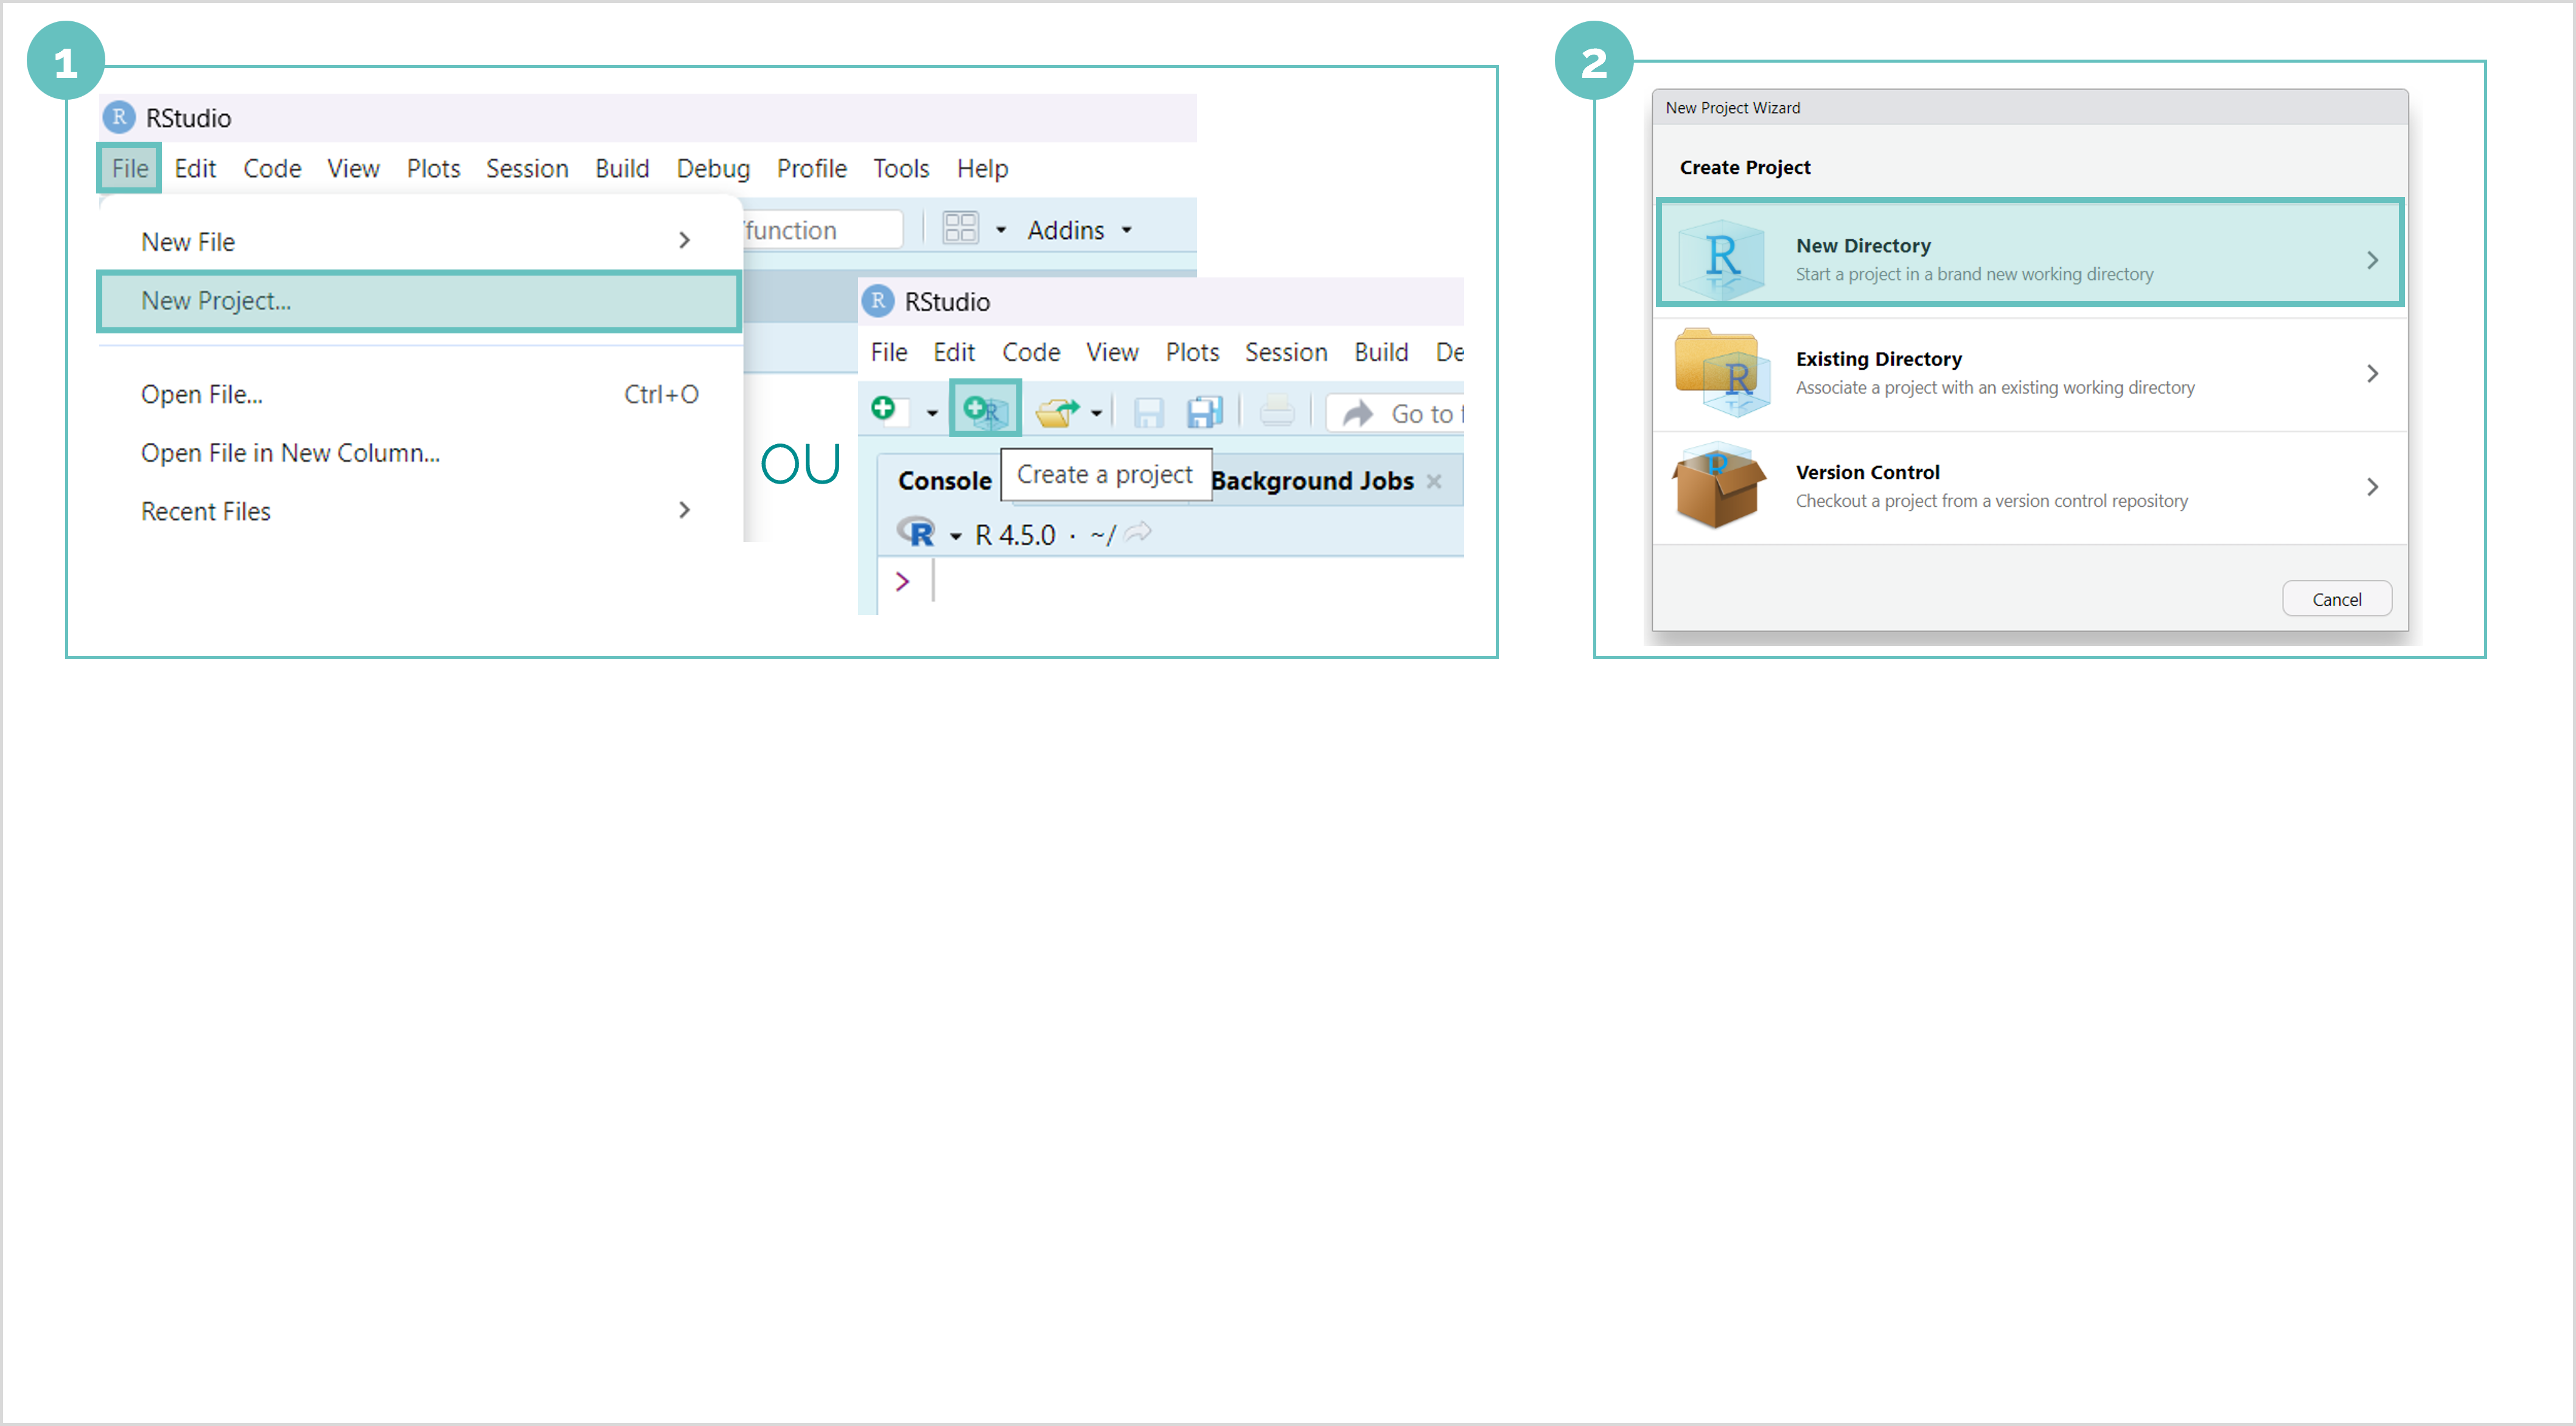 1
RStudio
File Edit Code View Plots Session Build Debug Profile Tools Help
/function Addins
New File
New Project...
Open File... Ctrl+O
Open File in New Column...
Recent Files
OU
RStudio
File Edit Code View Plots Session Build De
Go to f
Console Create a project Background Jobs
R 4.5.0 · ~/
>
2
New Project Wizard
Create Project
New Directory
Start a project in a brand new working directory
Existing Directory
Associate a project with an existing working directory
Version Control
Checkout a project from a version control repository
Cancel